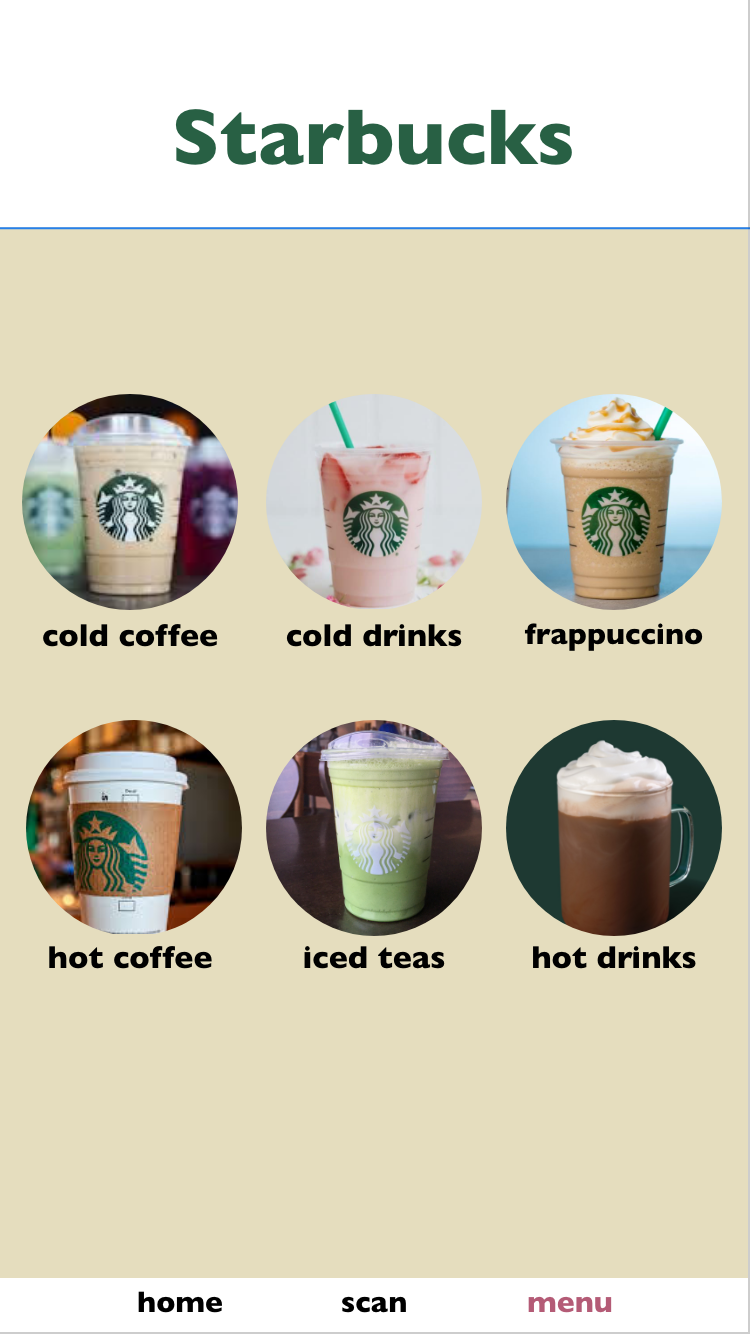 Starbucks
cold coffee
cold drinks
frappuccino
hot coffee
iced teas
hot drinks
home
scan
menu